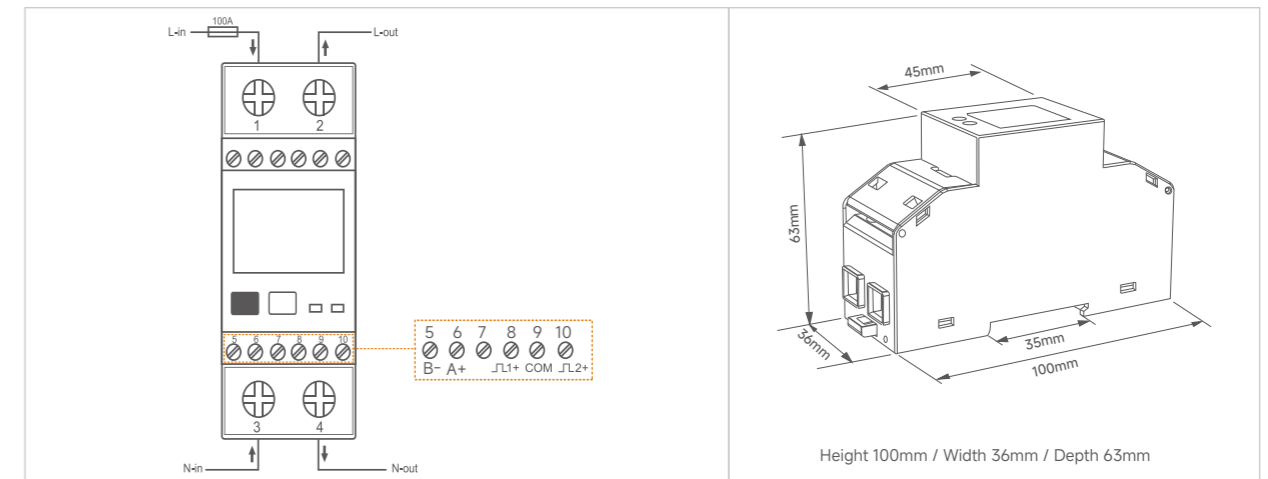 100A
L-in
L-out
1
2
5 6 7 8 9 10
5 6 7 8 9 10
B- A+ ⎍1+ COM ⎍2+
3
4
N-in
N-out
45mm
63mm
36mm
35mm
100mm
Height 100mm / Width 36mm / Depth 63mm